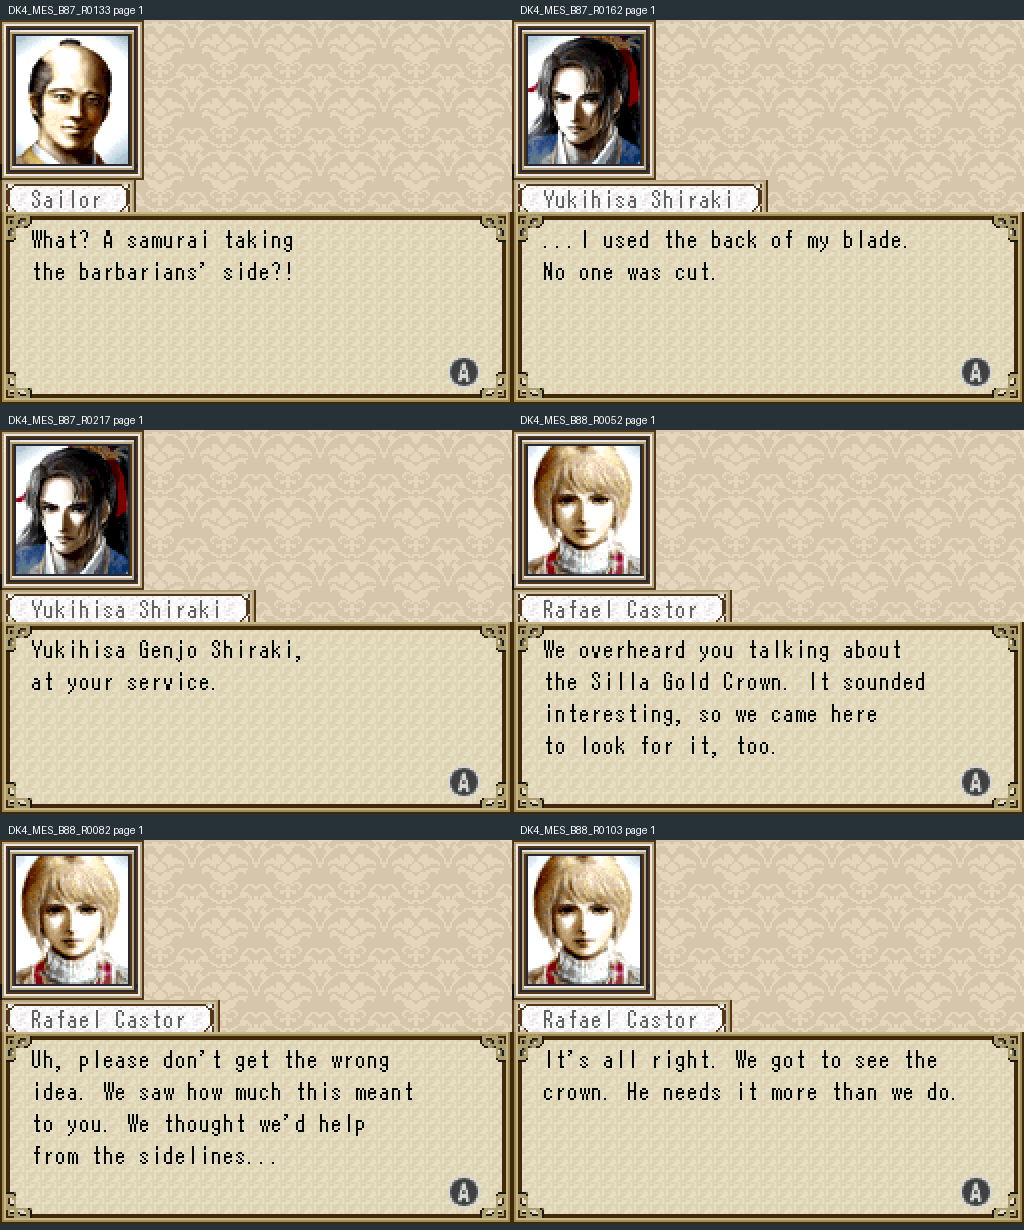 DK4_MES_B87_R0133 page 1
Sailor
What? A samurai taking
the barbarians’ side?!
A
DK4_MES_B87_R0162 page 1
Yukihisa Shiraki
...I used the back of my blade.
No one was cut.
A
DK4_MES_B87_R0217 page 1
Yukihisa Shiraki
Yukihisa Genjo Shiraki,
at your service.
A
DK4_MES_B88_R0052 page 1
Rafael Castor
We overheard you talking about
the Silla Gold Crown. It sounded
interesting, so we came here
to look for it, too.
A
DK4_MES_B88_R0082 page 1
Rafael Castor
Uh, please don’t get the wrong
idea. We saw how much this meant
to you. We thought we’d help
from the sidelines...
A
DK4_MES_B88_R0103 page 1
Rafael Castor
It’s all right. We got to see the
crown. He needs it more than we do.
A